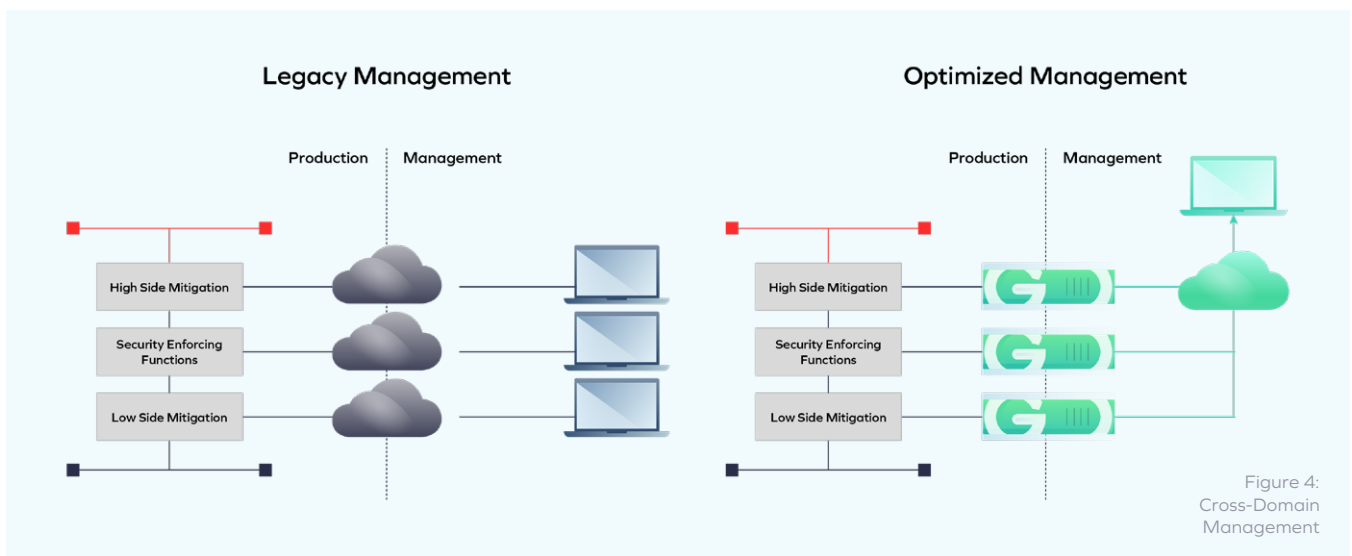 Legacy Management
Production
Management
High Side Mitigation
Security Enforcing
Functions
Low Side Mitigation
Optimized Management
Production
Management
High Side Mitigation
Security Enforcing
Functions
Low Side Mitigation
G
G
G
Figure 4:
Cross-Domain
Management